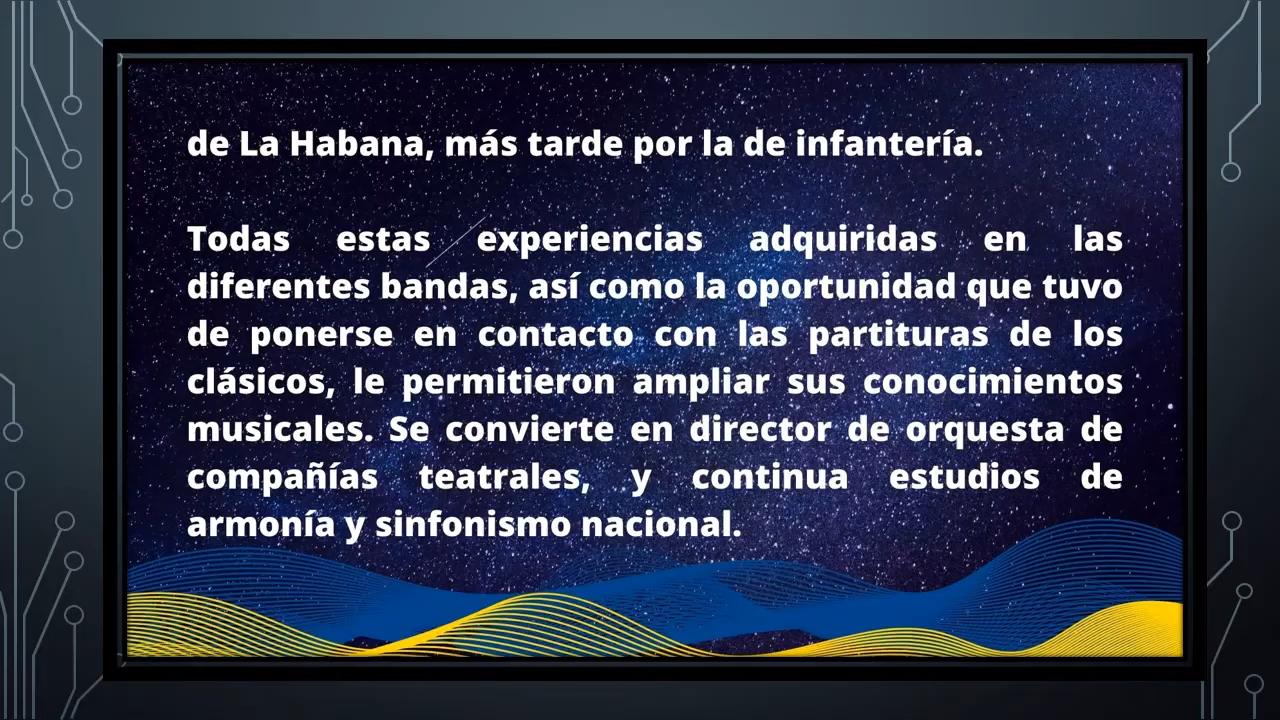 de La Habana, más tarde por la de infantería.
Todas estas experiencias adquiridas en las
diferentes bandas, así como la oportunidad que tuvo
de ponerse en contacto con las partituras de los
clásicos, le permitieron ampliar sus conocimientos
musicales. Se convierte en director de orquesta de
compañías teatrales, y continua estudios de
armonía y sinfonismo nacional.